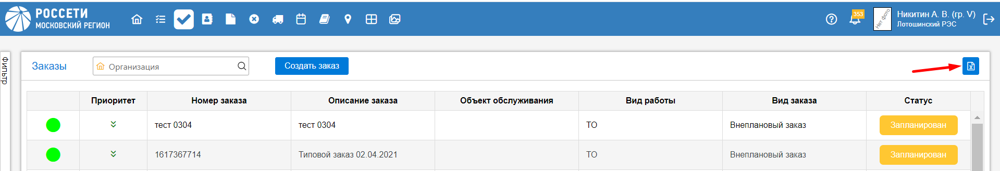 РОССЕТИ
МОСКОВСКИЙ РЕГИОН
353
Нет фото
Никитин А. В. (гр. V)
Лотошинский РЭС
Фильтр
Заказы
Организация
Создать заказ
Приоритет Номер заказа Описание заказа Объект обслуживания Вид работы Вид заказа Статус
тест 0304 тест 0304 ТО Внеплановый заказ Запланирован
1617367714 Типовой заказ 02.04.2021 ТО Внеплановый заказ Запланирован